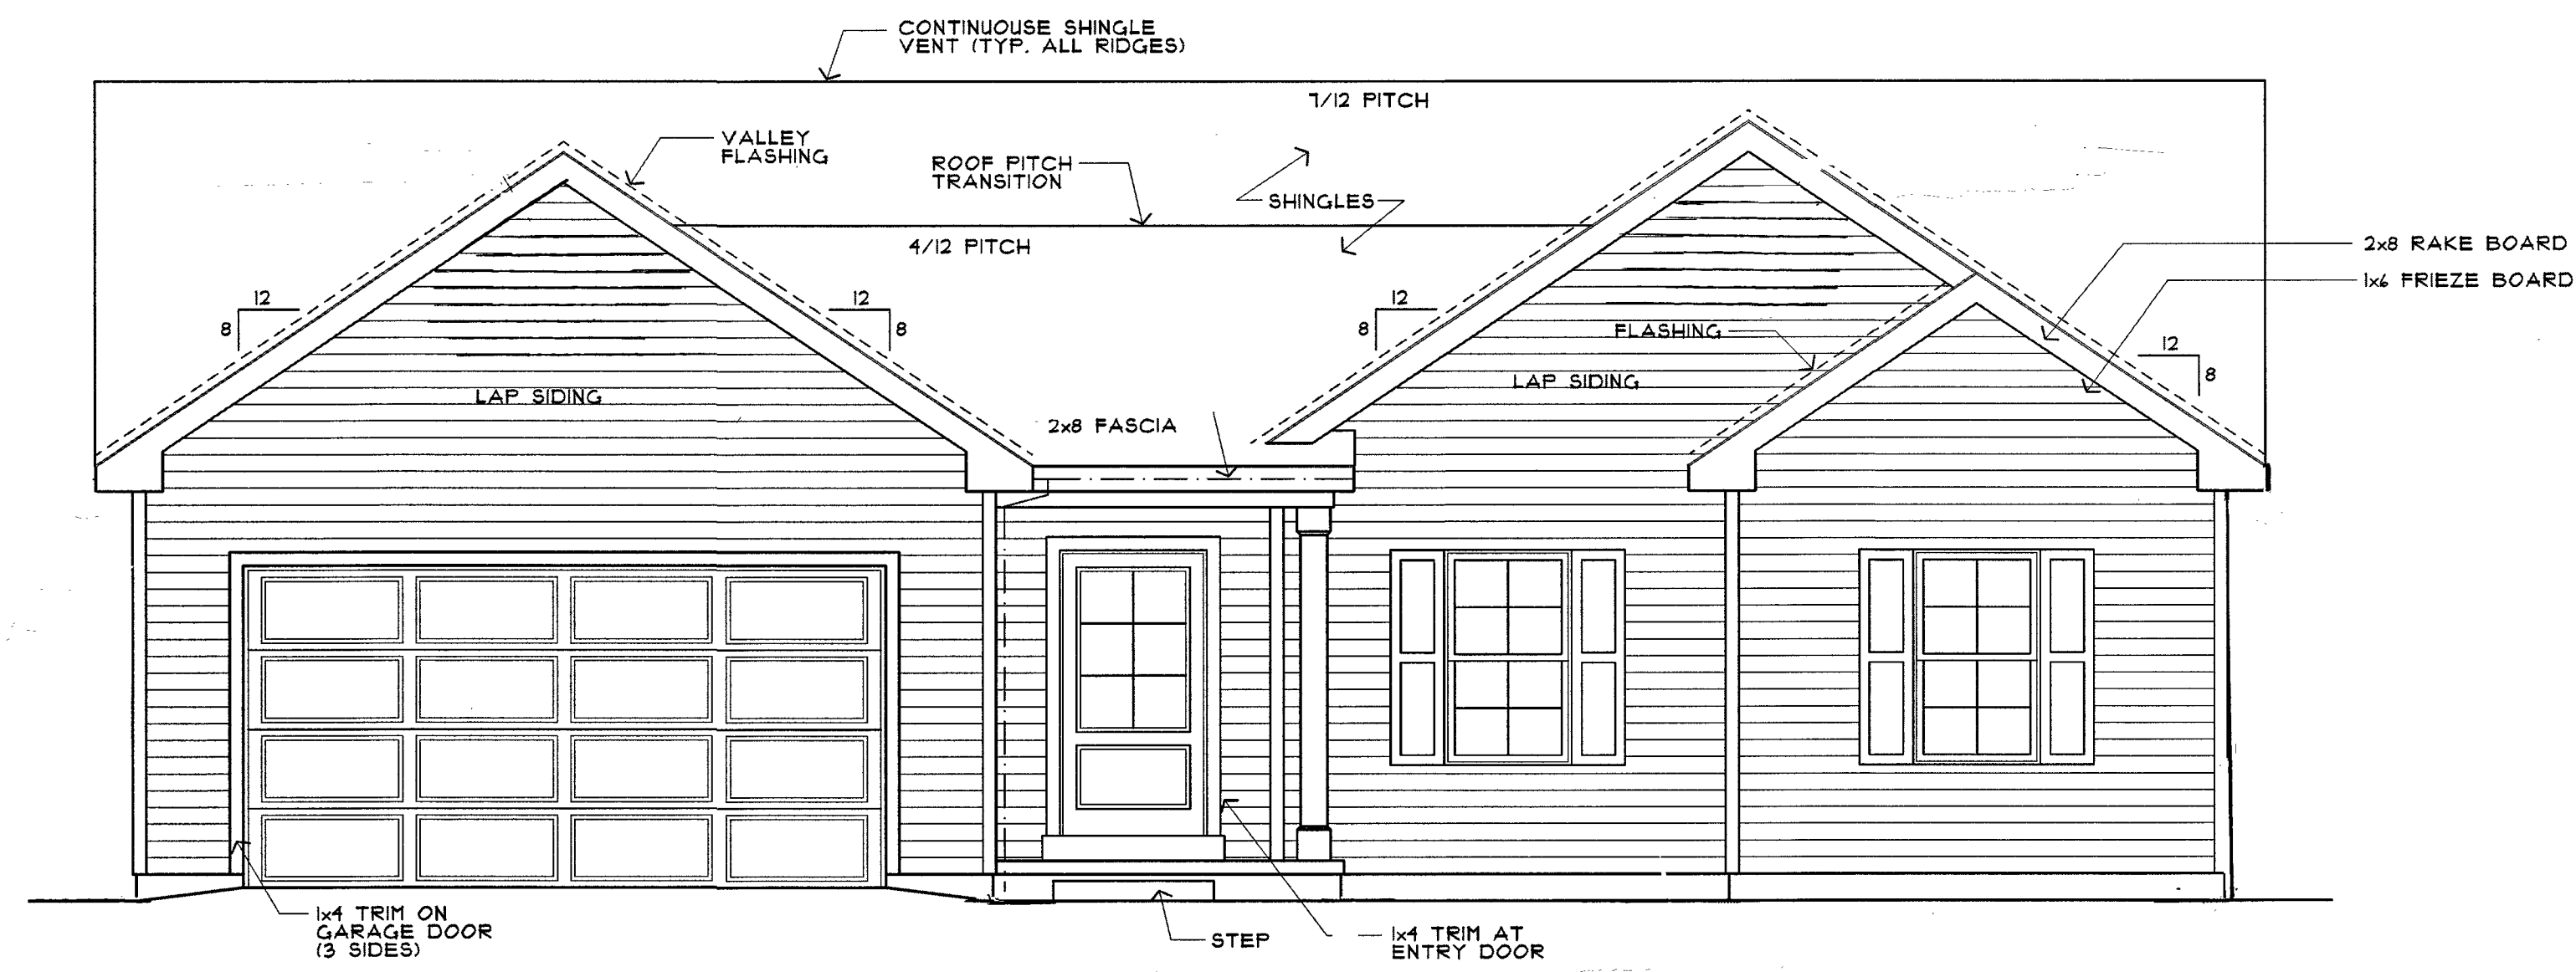 CONTINUOUSE SHINGLE
VENT (TYP. ALL RIDGES)
7/12 PITCH
VALLEY
FLASHING
ROOF PITCH
TRANSITION
SHINGLES
4/12 PITCH
2x8 RAKE BOARD
1x6 FRIEZE BOARD
12
8
12
8
12
8
FLASHING
12
8
LAP SIDING
LAP SIDING
2x8 FASCIA
1x4 TRIM ON
GARAGE DOOR
(3 SIDES)
STEP
1x4 TRIM AT
ENTRY DOOR